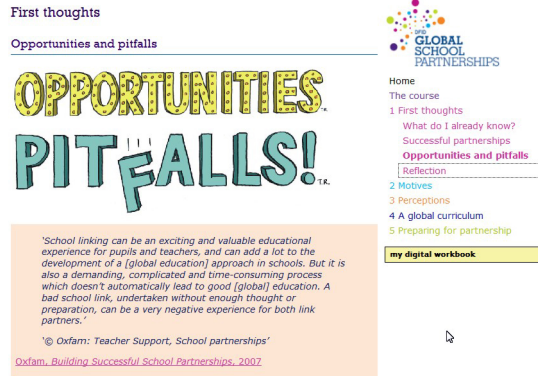 First thoughts
Opportunities and pitfalls
OPPORTUNITIES
T.R.
PITFALLS!
T.R.
‘School linking can be an exciting and valuable educational
experience for pupils and teachers, and can add a lot to the
development of a [global education] approach in schools. But it is
also a demanding, complicated and time-consuming process
which doesn’t automatically lead to good [global] education. A
bad school link, undertaken without enough thought or
preparation, can be a very negative experience for both link
partners.’
‘© Oxfam: Teacher Support, School partnerships’
Oxfam, Building Successful School Partnerships, 2007
DFID
GLOBAL
SCHOOL
PARTNERSHIPS
Home
The course
1 First thoughts
What do I already know?
Successful partnerships
Opportunities and pitfalls
Reflection
2 Motives
3 Perceptions
4 A global curriculum
5 Preparing for partnership
my digital workbook